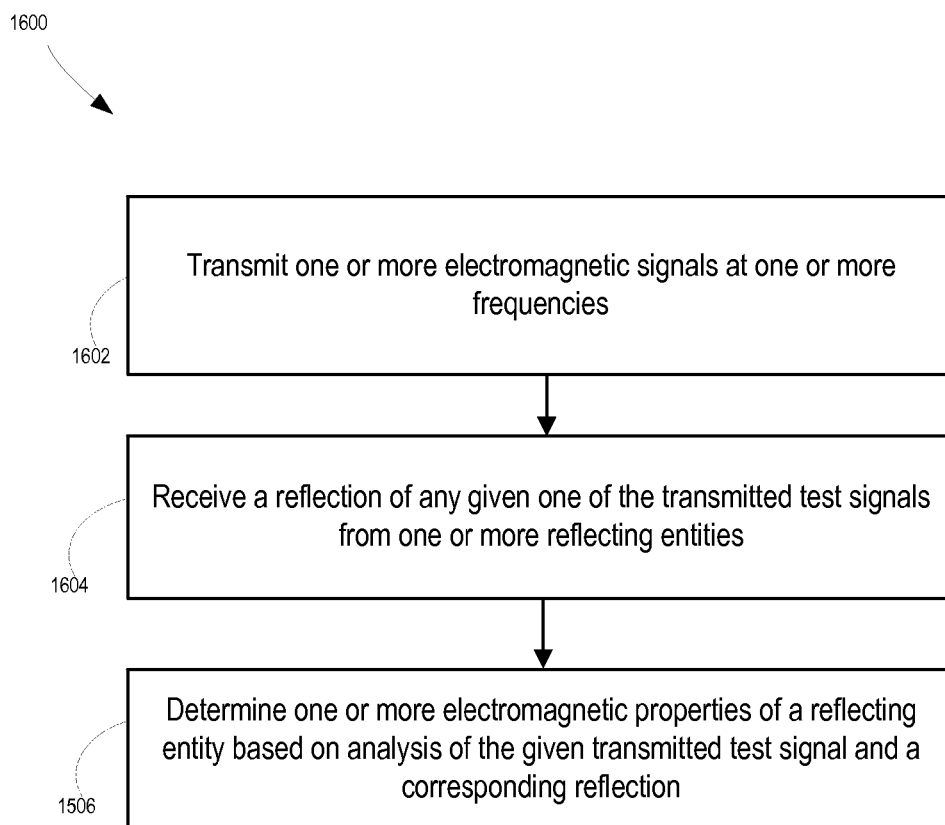 1600
Transmit one or more electromagnetic signals at one or more
frequencies
1602
Receive a reflection of any given one of the transmitted test signals
from one or more reflecting entities
1604
Determine one or more electromagnetic properties of a reflecting
entity based on analysis of the given transmitted test signal and a
corresponding reflection
1506